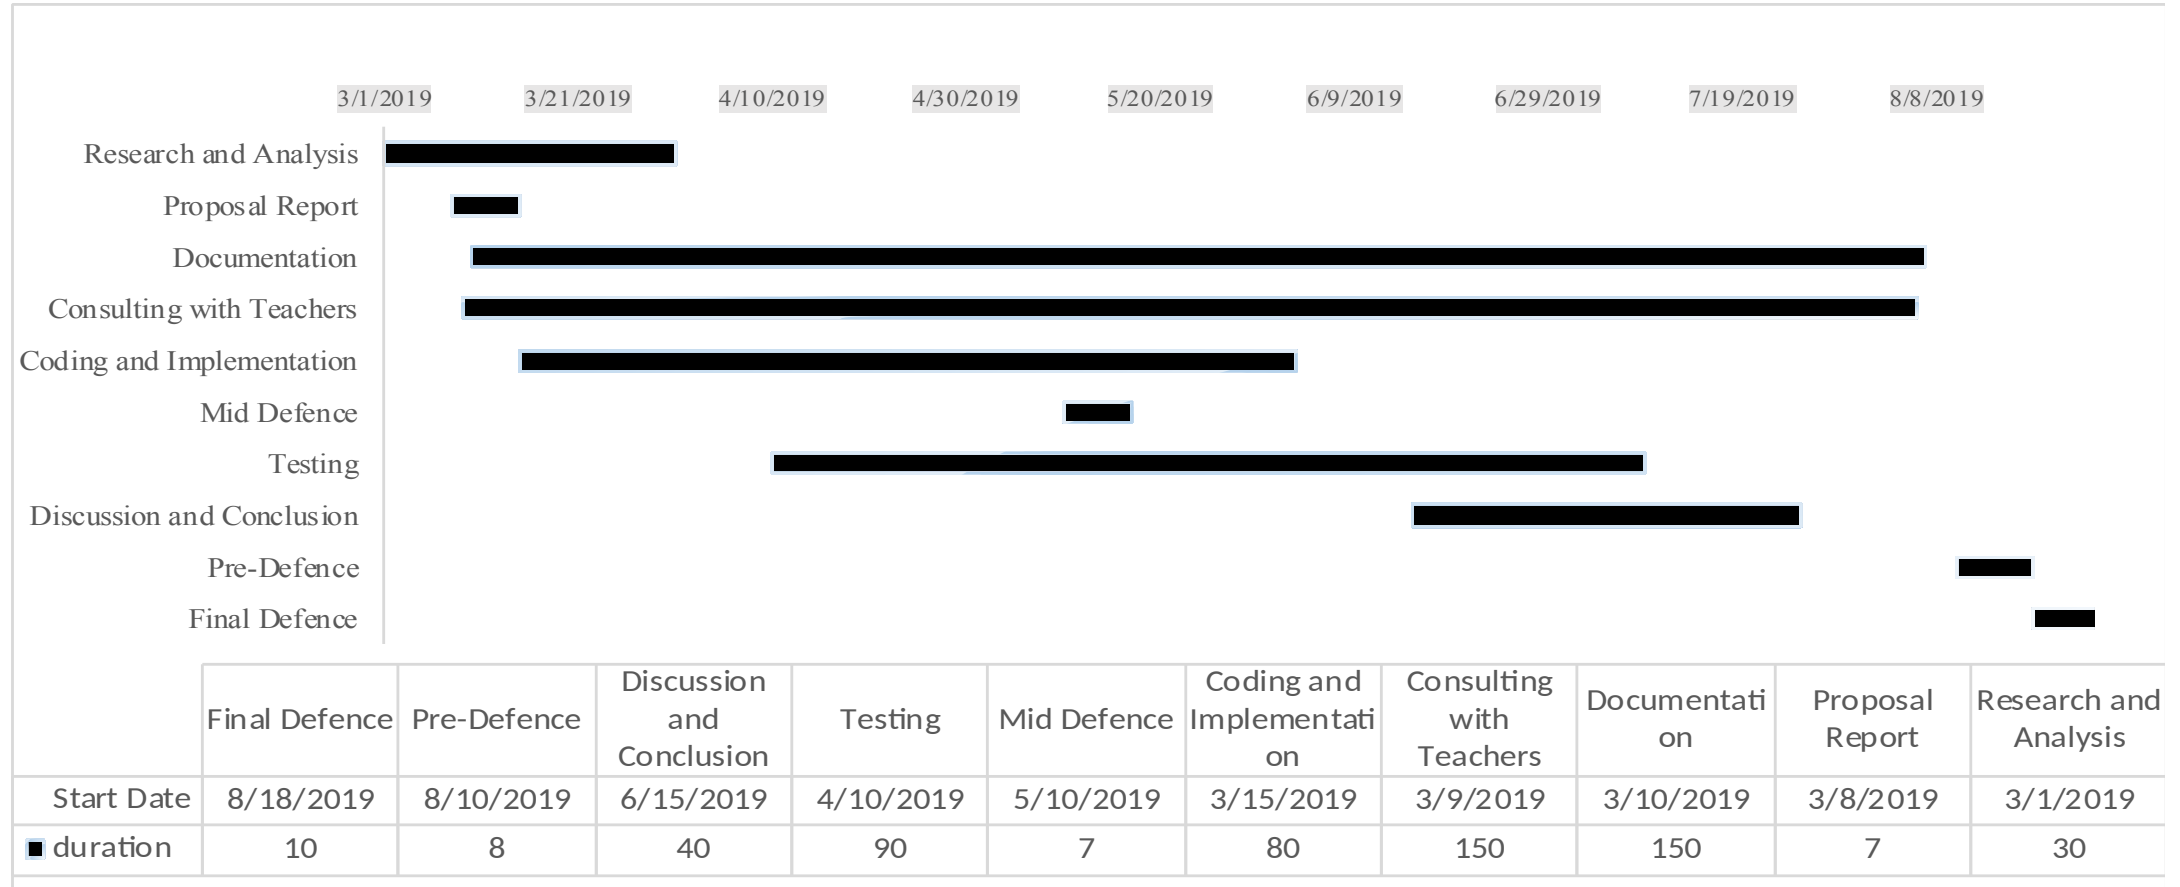 3/1/2019 3/21/2019 4/10/2019 4/30/2019 5/20/2019 6/9/2019 6/29/2019 7/19/2019 8/8/2019
Research and Analysis
Proposal Report
Documentation
Consulting with Teachers
Coding and Implementation
Mid Defence
Testing
Discussion and Conclusion
Pre-Defence
Final Defence
Final Defence
Pre-Defence
Discussion
and
Conclusion
Testing
Mid Defence
Coding and
Implementati
on
Consulting
with
Teachers
Documentati
on
Proposal
Report
Research and
Analysis
Start Date 8/18/2019 8/10/2019 6/15/2019 4/10/2019 5/10/2019 3/15/2019 3/9/2019 3/10/2019 3/8/2019 3/1/2019
duration 10 8 40 90 7 80 150 150 7 30